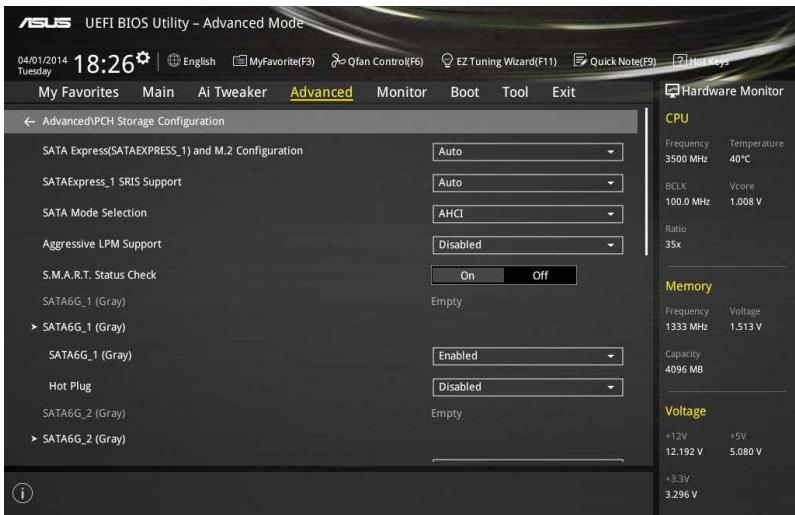 ASUS UEFI BIOS Utility – Advanced Mode
04/01/2014 Tuesday 18:26 English MyFavorite(F3) Qfan Control(F6) EZ Tuning Wizard(F11) Quick Note(F9) ? Hot Keys
My Favorites Main Ai Tweaker Advanced Monitor Boot Tool Exit
Hardware Monitor
← Advanced\PCH Storage Configuration
SATA Express(SATAEXPRESS_1) and M.2 Configuration Auto
SATAExpress_1 SRIS Support Auto
SATA Mode Selection AHCI
Aggressive LPM Support Disabled
S.M.A.R.T. Status Check On Off
SATA6G_1 (Gray) Empty
> SATA6G_1 (Gray)
SATA6G_1 (Gray) Enabled
Hot Plug Disabled
SATA6G_2 (Gray) Empty
> SATA6G_2 (Gray)
CPU
Frequency Temperature
3500 MHz 40°C
BCLK Vcore
100.0 MHz 1.008 V
Ratio
35x
Memory
Frequency Voltage
1333 MHz 1.513 V
Capacity
4096 MB
Voltage
+12V +5V
12.192 V 5.080 V
+3.3V
3.296 V